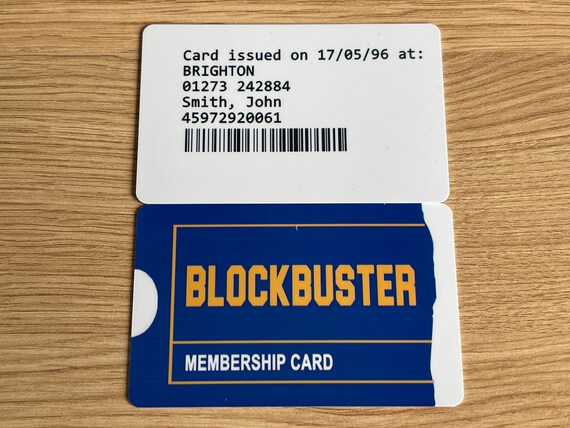 Card issued on 17/05/96 at:
BRIGHTON
01273 242884
Smith, John
45972920061
BLOCKBUSTER
MEMBERSHIP CARD